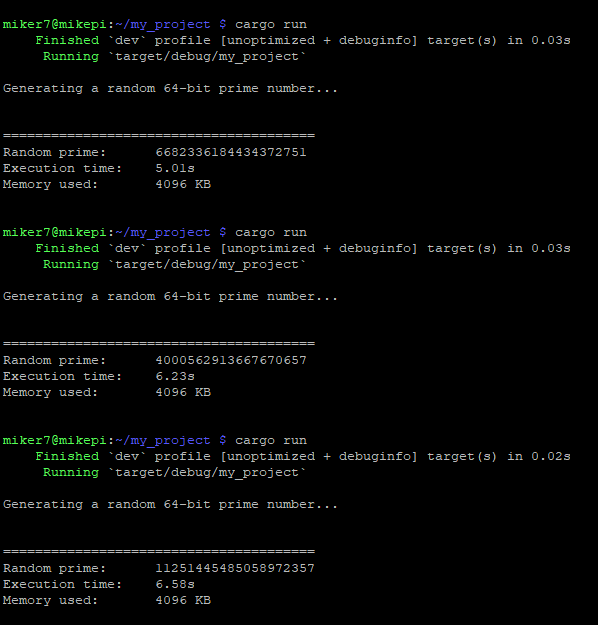 miker7@mikepi:~/my_project $ cargo run
    Finished `dev` profile [unoptimized + debuginfo] target(s) in 0.03s
     Running `target/debug/my_project`
Generating a random 64-bit prime number...
=======================================
Random prime:      6682336184434372751
Execution time:    5.01s
Memory used:       4096 KB
miker7@mikepi:~/my_project $ cargo run
    Finished `dev` profile [unoptimized + debuginfo] target(s) in 0.03s
     Running `target/debug/my_project`
Generating a random 64-bit prime number...
=======================================
Random prime:      4000562913667670657
Execution time:    6.23s
Memory used:       4096 KB
miker7@mikepi:~/my_project $ cargo run
    Finished `dev` profile [unoptimized + debuginfo] target(s) in 0.02s
     Running `target/debug/my_project`
Generating a random 64-bit prime number...
=======================================
Random prime:      11251445485058972357
Execution time:    6.58s
Memory used:       4096 KB